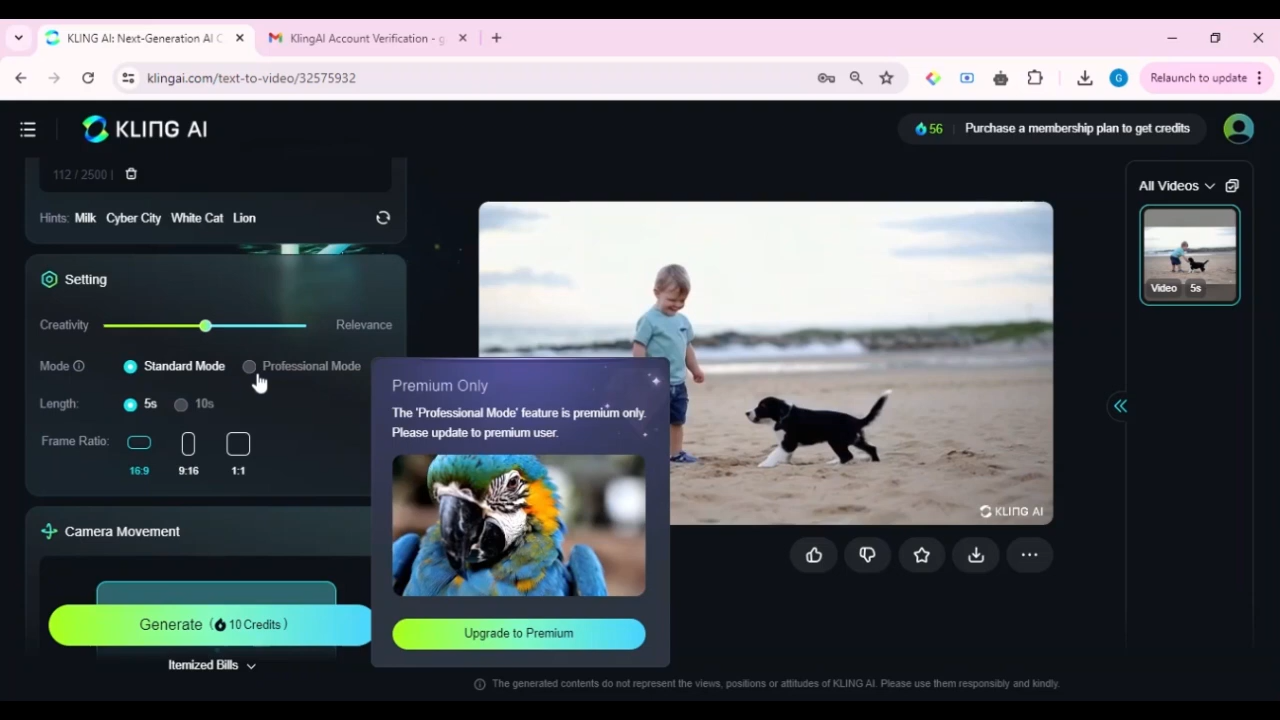 KLING AI: Next-Generation AI C
KlingAI Account Verification - g
klingai.com/text-to-video/32575932
G
Relaunch to update
KLING AI
56
Purchase a membership plan to get credits
112 / 2500 |
Hints: Milk Cyber City White Cat Lion
Setting
Creativity
Relevance
Mode
Standard Mode
Professional Mode
Length:
5s
10s
Frame Ratio:
16:9
9:16
1:1
Camera Movement
Generate ( 10 Credits )
Itemized Bills
Premium Only
The 'Professional Mode' feature is premium only.
Please update to premium user.
Upgrade to Premium
KLING AI
All Videos
Video 5s
The generated contents do not represent the views, positions or attitudes of KLING AI. Please use them responsibly and kindly.